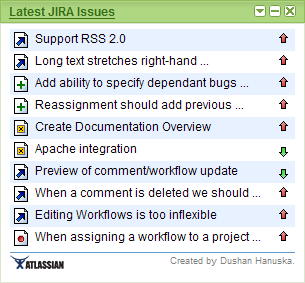 Latest JIRA Issues
Support RSS 2.0
Long text stretches right-hand ...
Add ability to specify dependant bugs ...
Reassignment should add previous ...
Create Documentation Overview
Apache integration
Preview of comment/workflow update
When a comment is deleted we should ...
Editing Workflows is too inflexible
When assigning a workflow to a project ...
ATLASSIAN
Created by Dushan Hanuska.